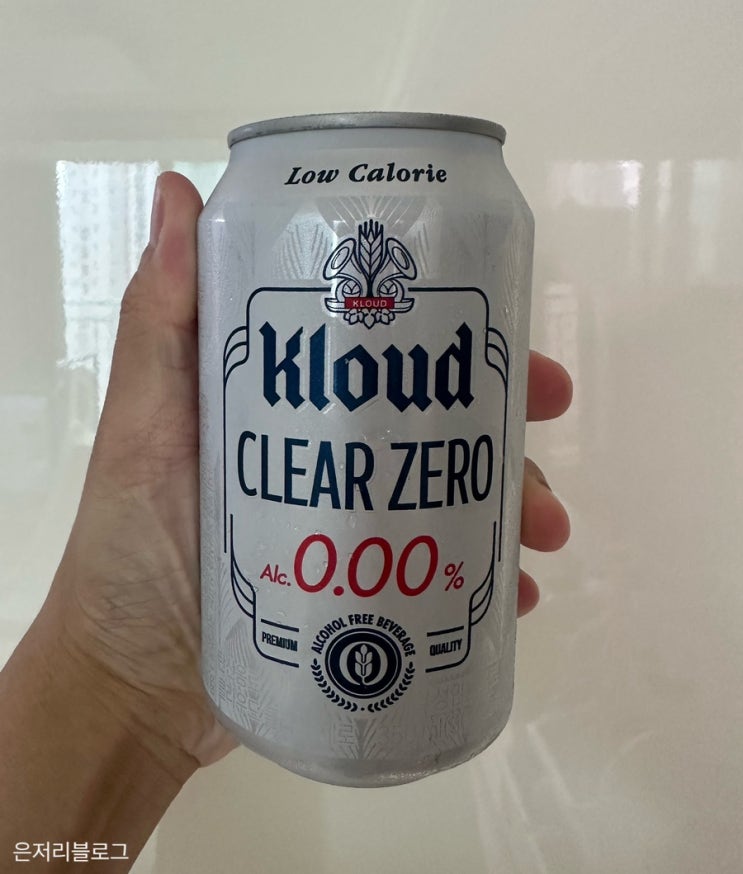 Low Calorie
KLOUD
Kloud
CLEAR ZERO
Alc. 0.00 %
ALCOHOL FREE BEVERAGE
PREMIUM QUALITY
은저리블로그